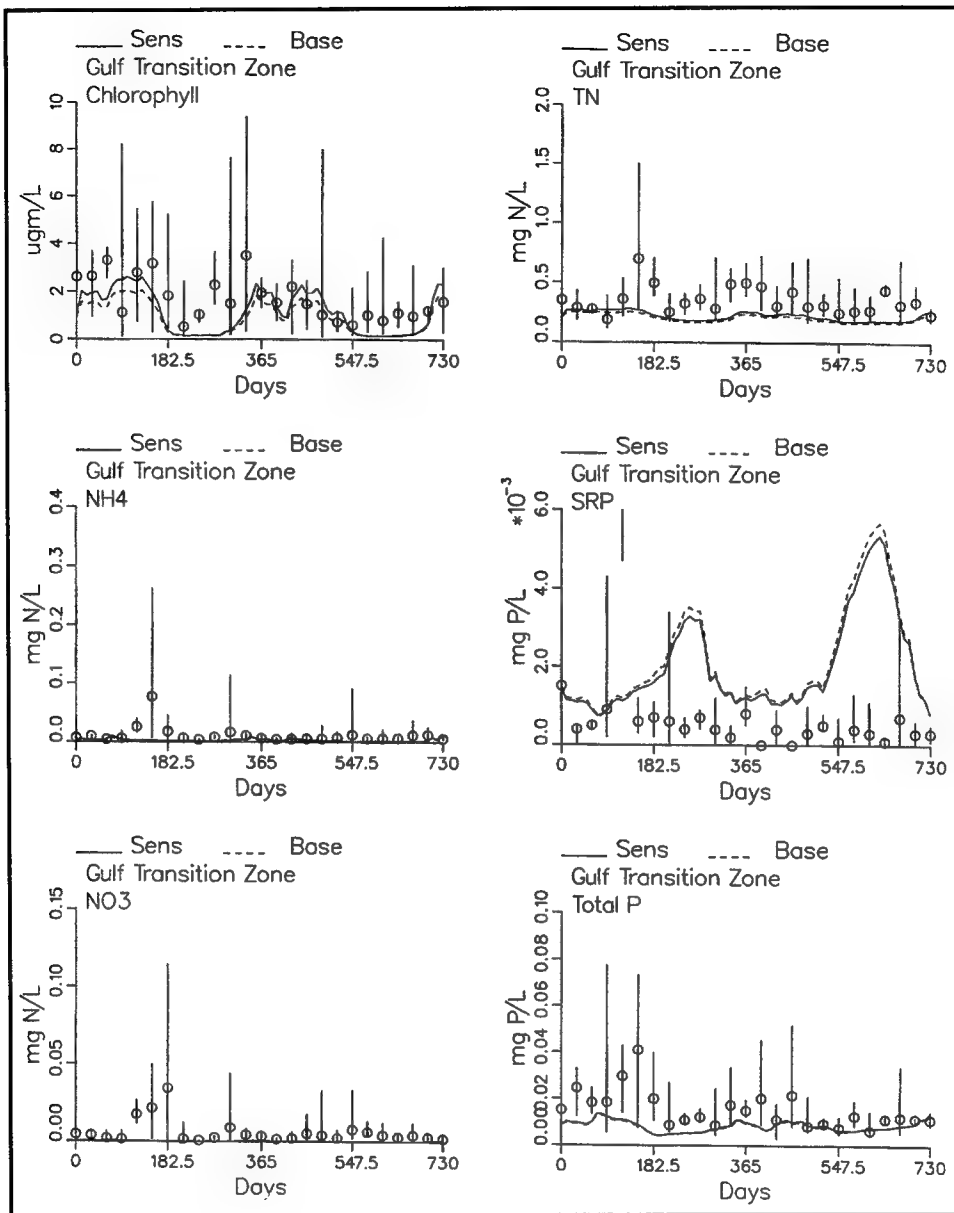 Sens Base
Gulf Transition Zone
Chlorophyll
ugm/L
10
8
6
4
2
0
0 182.5 365 547.5 730
Days
Sens Base
Gulf Transition Zone
TN
mg N/L
2.0
1.5
1.0
0.5
0.0
0 182.5 365 547.5 730
Days
Sens Base
Gulf Transition Zone
NH4
mg N/L
0.4
0.3
0.2
0.1
0.0
0 182.5 365 547.5 730
Days
Sens Base
Gulf Transition Zone
SRP
*10-3
mg P/L
6.0
4.0
2.0
0.0
0 182.5 365 547.5 730
Days
Sens Base
Gulf Transition Zone
NO3
mg N/L
0.15
0.10
0.05
0.00
0 182.5 365 547.5 730
Days
Sens Base
Gulf Transition Zone
Total P
mg P/L
0.10
0.08
0.06
0.04
0.02
0.00
0 182.5 365 547.5 730
Days